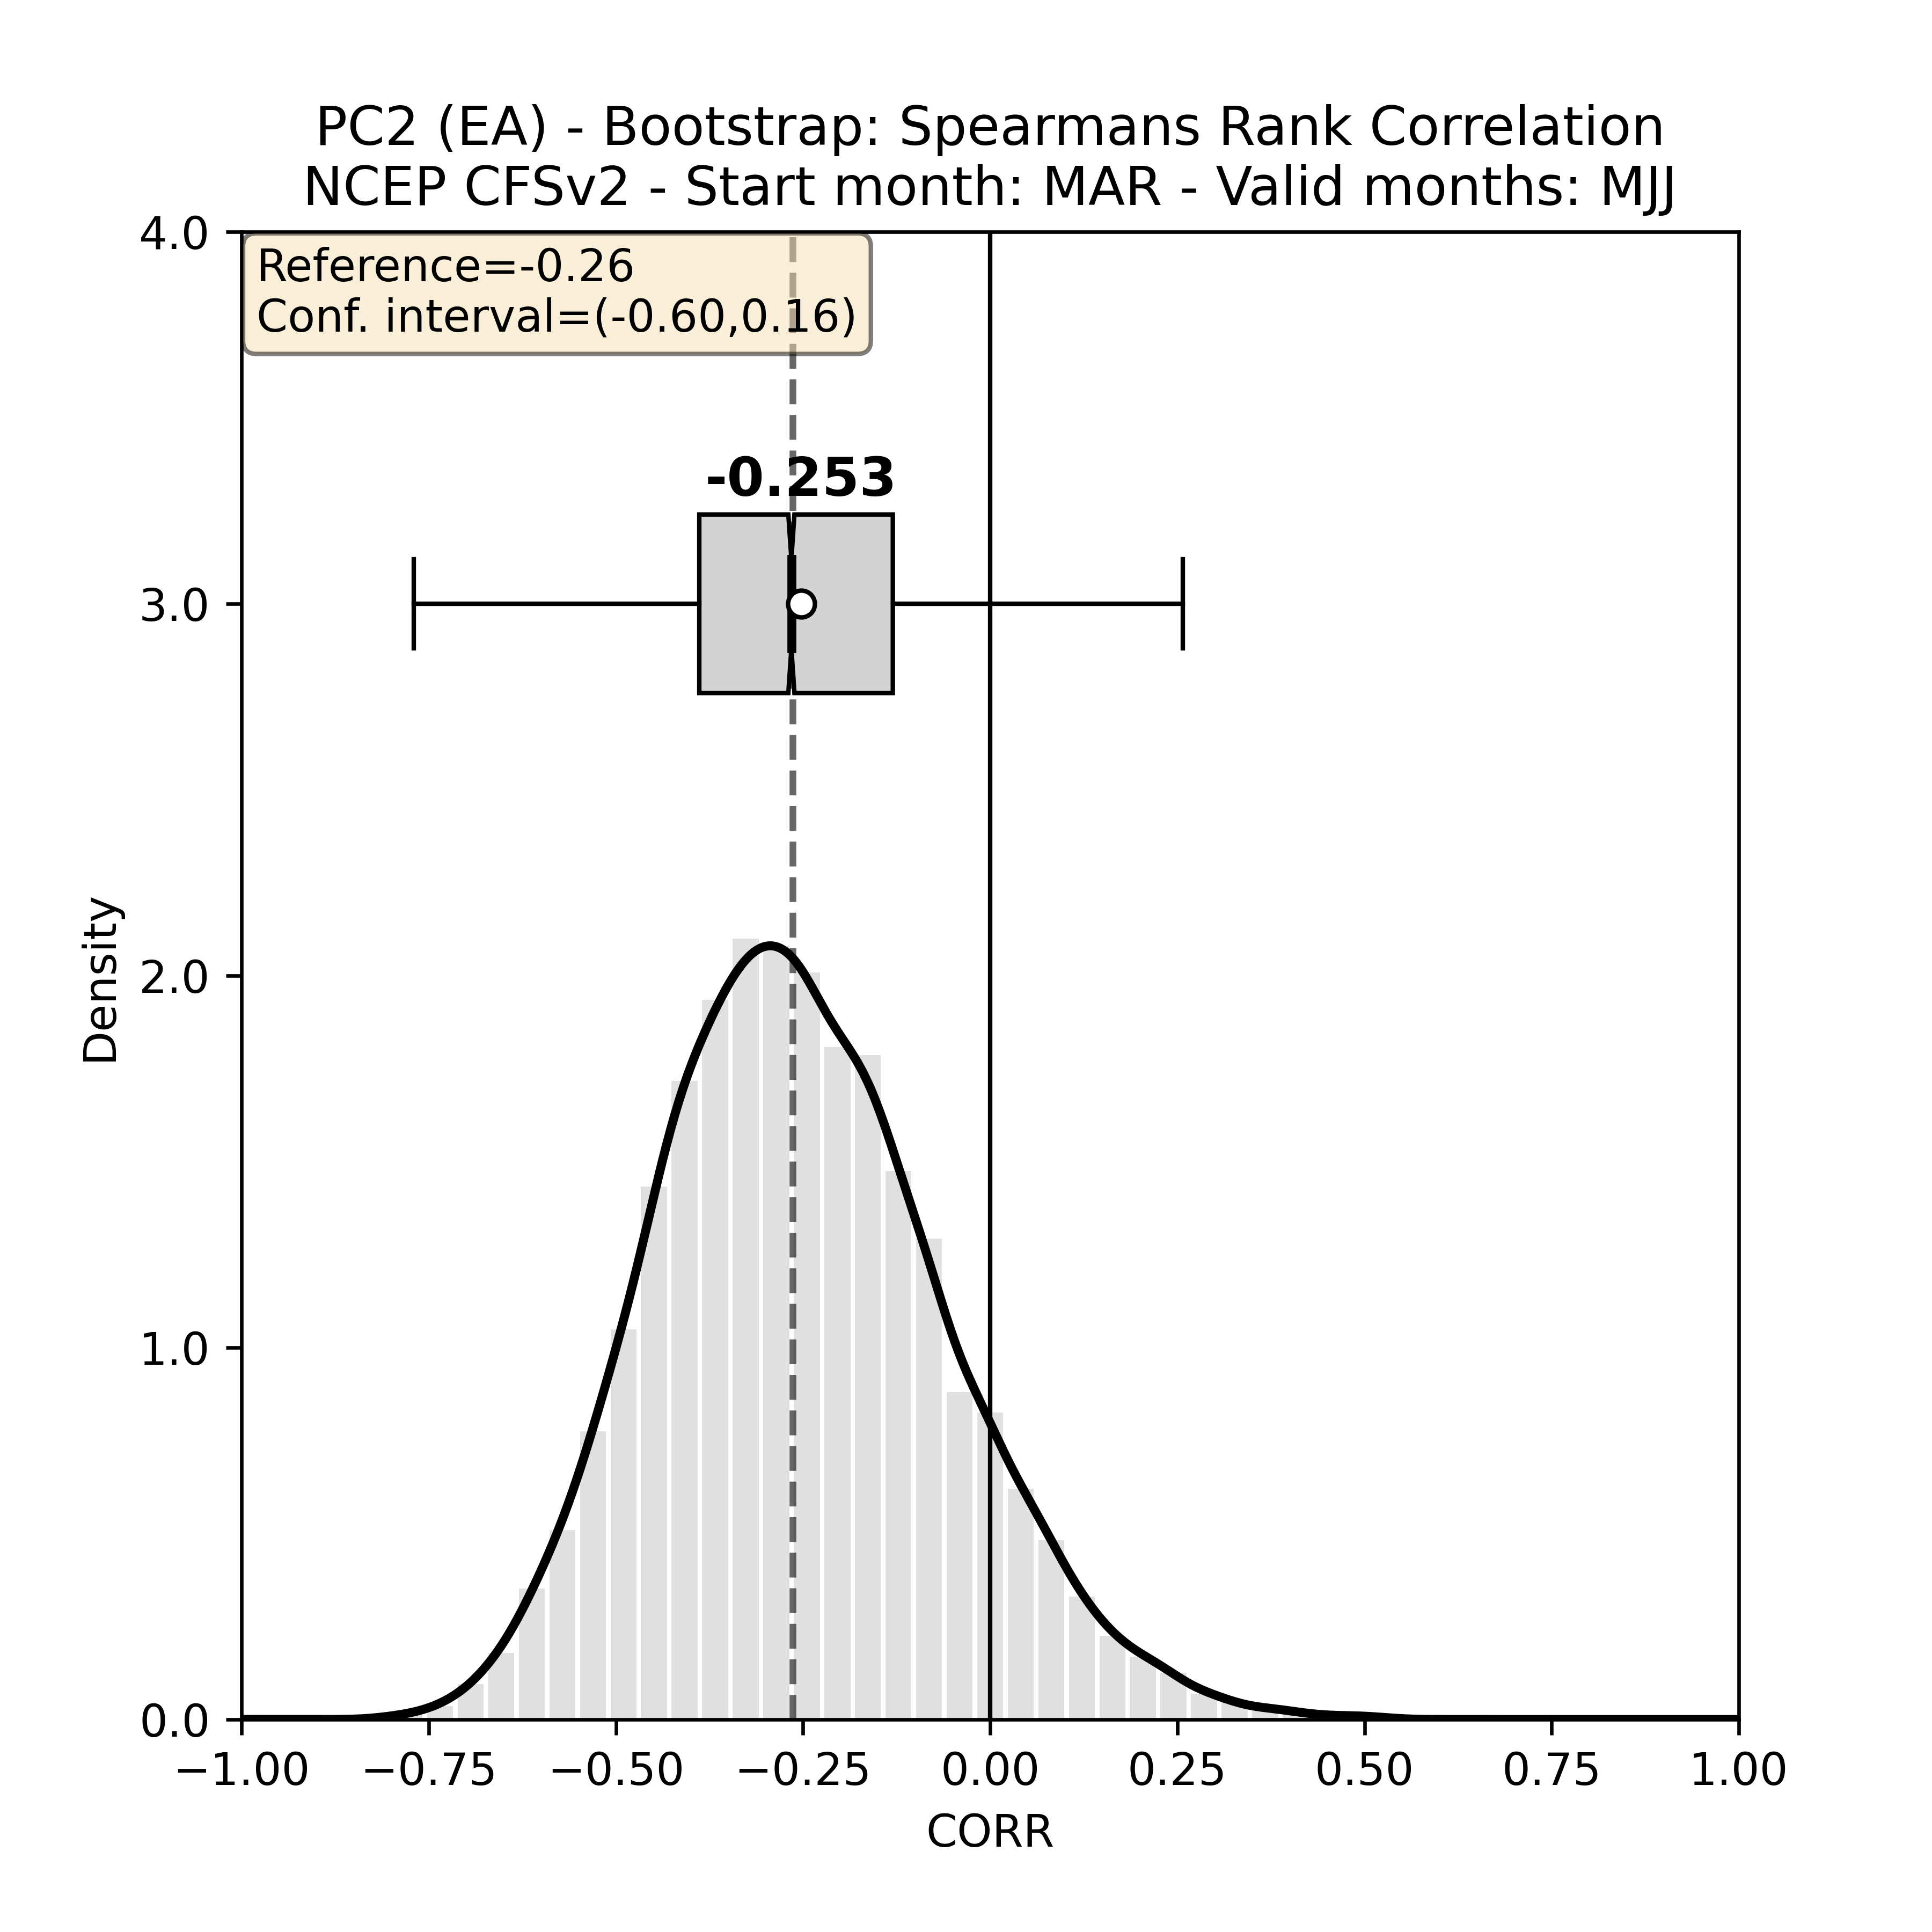 PC2 (EA) - Bootstrap: Spearmans Rank Correlation
NCEP CFSv2 - Start month: MAR - Valid months: MJJ
4.0
Reference=-0.26
Conf. interval=(-0.60,0.16)
-0.253
3.0
Density
2.0
1.0
0.0
−1.00 −0.75 −0.50 −0.25 0.00 0.25 0.50 0.75 1.00
CORR